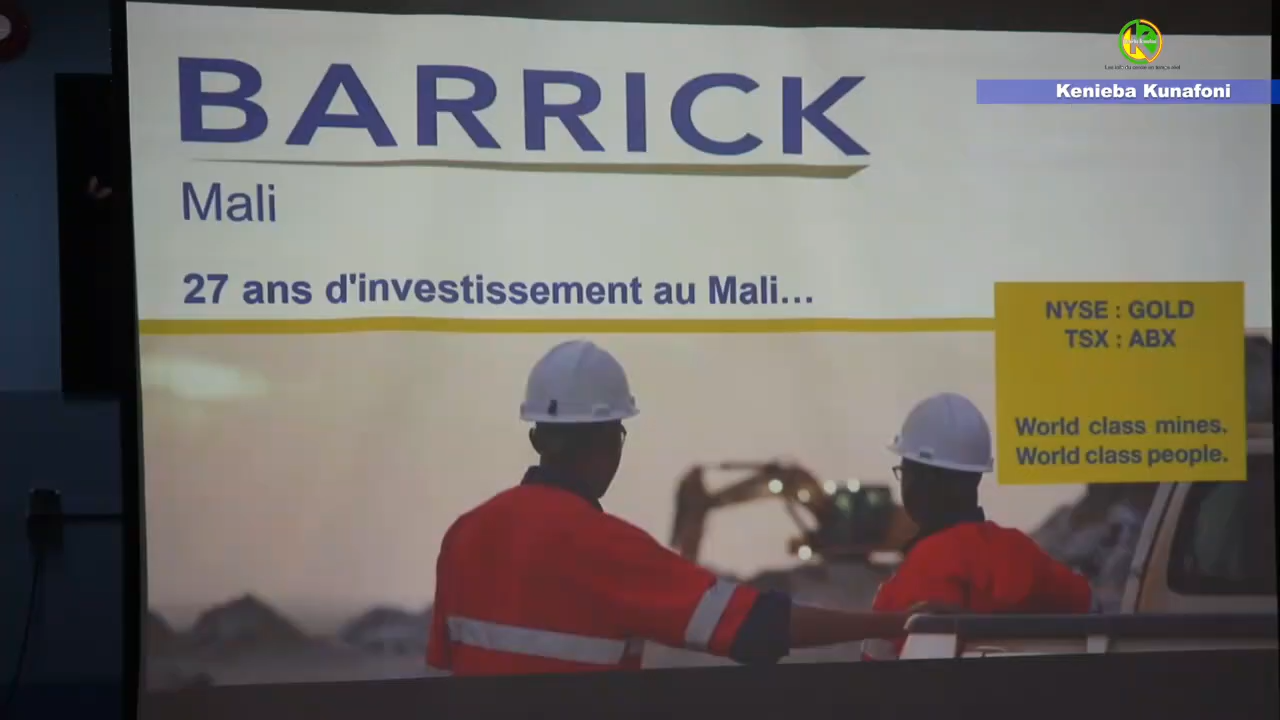 BARRICK
Mali
27 ans d'investissement au Mali...
NYSE : GOLD
TSX : ABX
World class mines.
World class people.
Kenieba Kunafoni